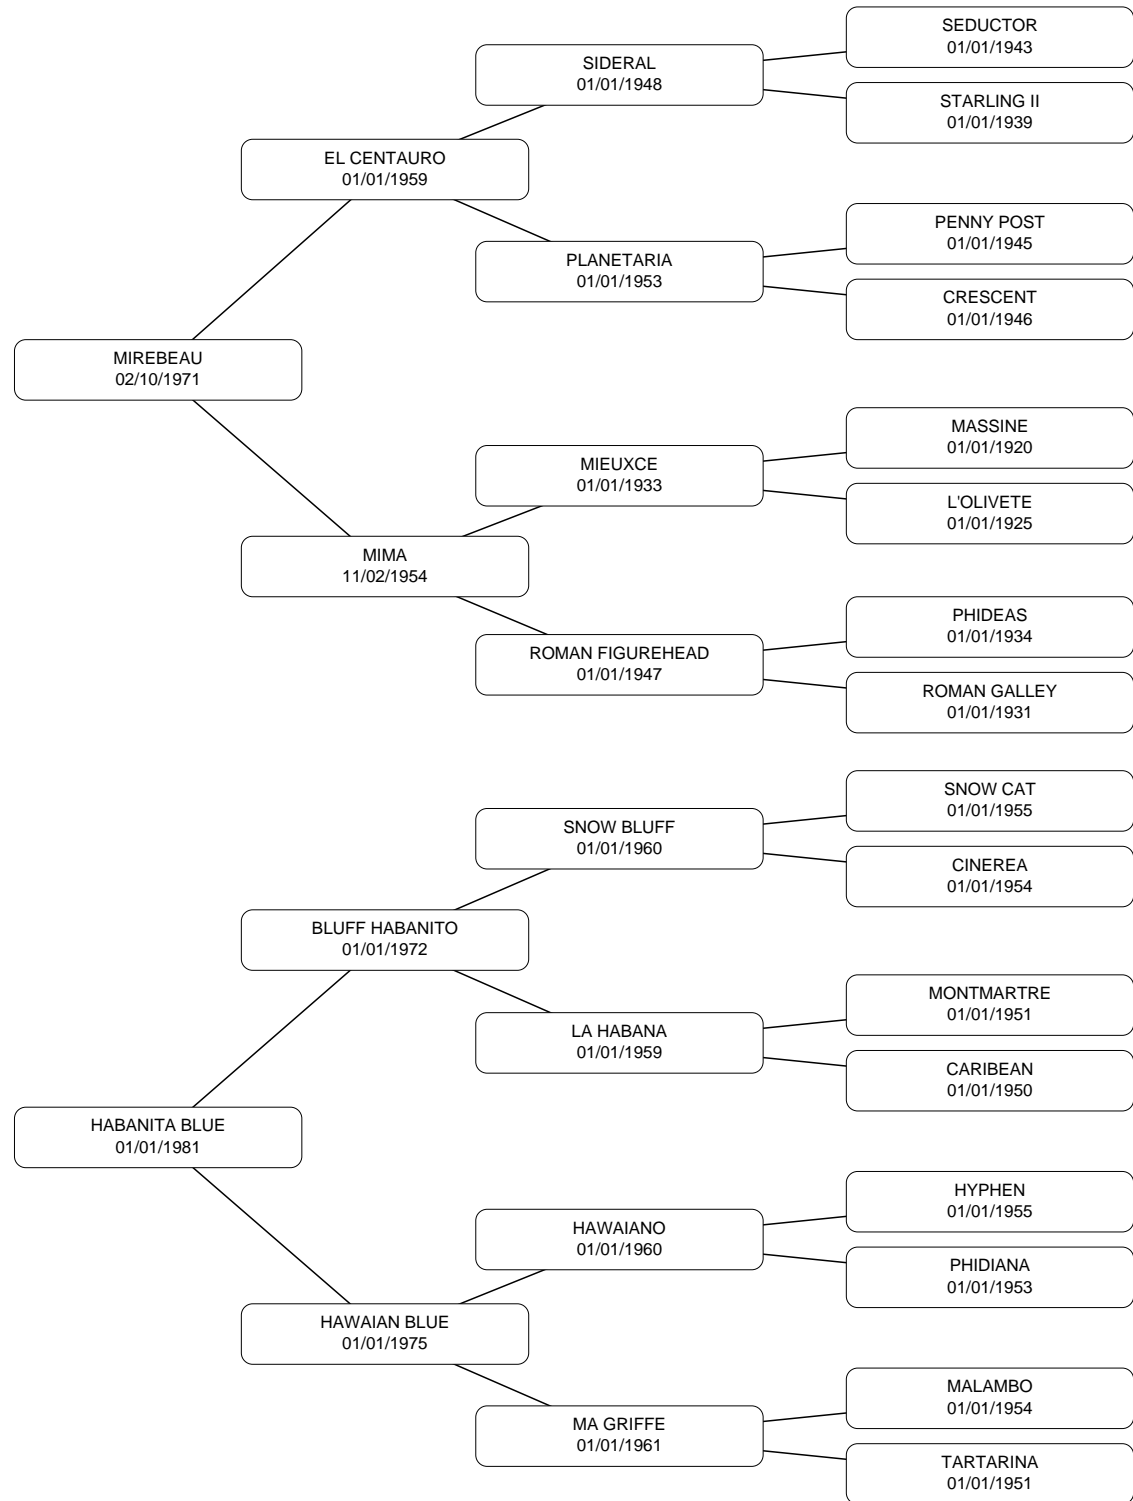 SEDUCTOR
01/01/1943
SIDERAL
01/01/1948
STARLING II
01/01/1939
EL CENTAURO
01/01/1959
PENNY POST
01/01/1945
PLANETARIA
01/01/1953
CRESCENT
01/01/1946
MIREBEAU
02/10/1971
MASSINE
01/01/1920
MIEUXCE
01/01/1933
L'OLIVETE
01/01/1925
MIMA
11/02/1954
PHIDEAS
01/01/1934
ROMAN FIGUREHEAD
01/01/1947
ROMAN GALLEY
01/01/1931
SNOW CAT
01/01/1955
SNOW BLUFF
01/01/1960
CINEREA
01/01/1954
BLUFF HABANITO
01/01/1972
MONTMARTRE
01/01/1951
LA HABANA
01/01/1959
CARIBEAN
01/01/1950
HABANITA BLUE
01/01/1981
HYPHEN
01/01/1955
HAWAIANO
01/01/1960
PHIDIANA
01/01/1953
HAWAIAN BLUE
01/01/1975
MALAMBO
01/01/1954
MA GRIFFE
01/01/1961
TARTARINA
01/01/1951